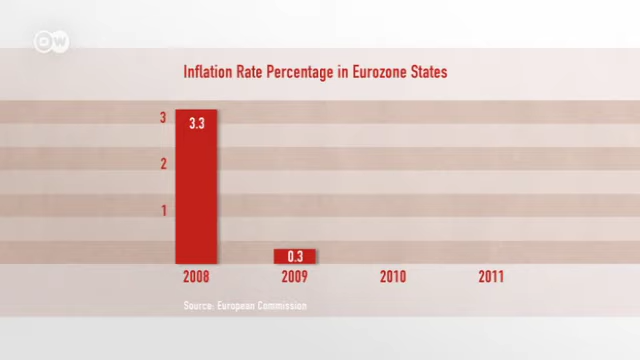 DW
Inflation Rate Percentage in Eurozone States
3
3.3
2
1
0.3
2008 2009 2010 2011
Source: European Commission